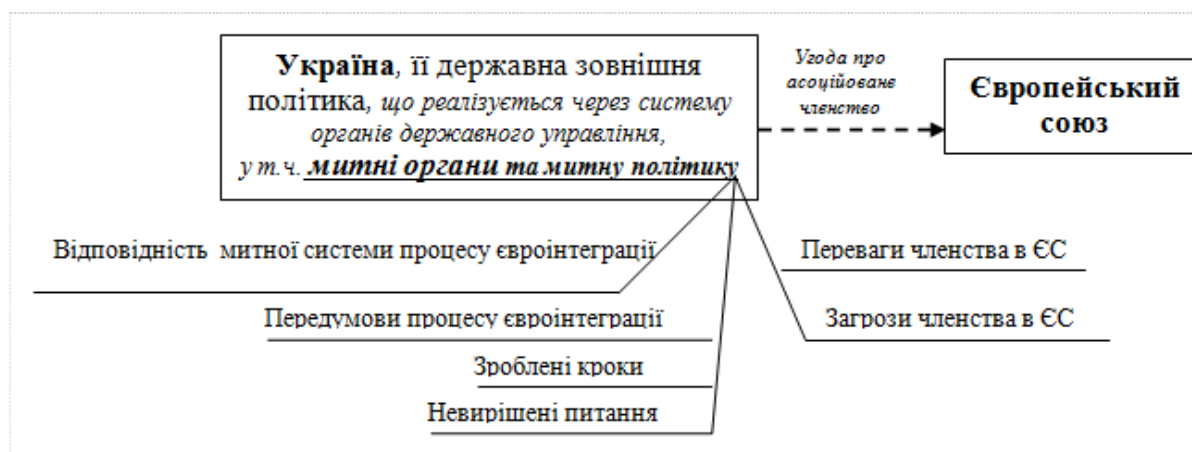 Україна, її державна зовнішня
політика, що реалізується через систему
органів державного управління,
у т.ч. митні органи та митну політику
Угода про
асоційоване
членство
Європейський
союз
Відповідність митної системи процесу євроінтеграції
Передумови процесу євроінтеграції
Зроблені кроки
Невирішені питання
Переваги членства в ЄС
Загрози членства в ЄС